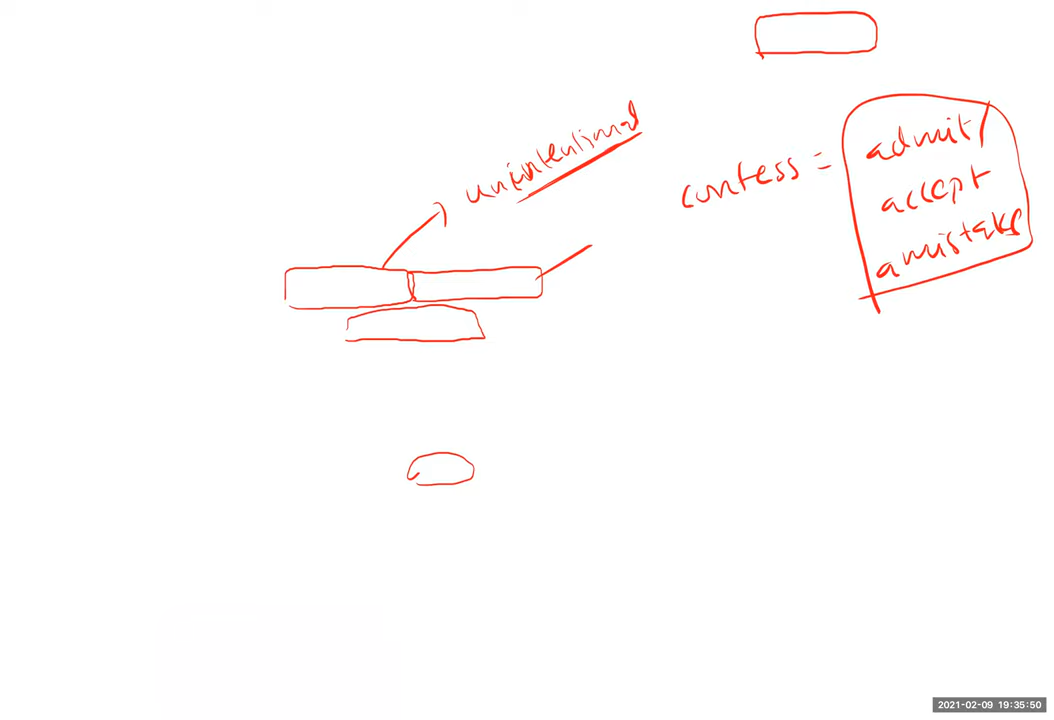 unintentional
confess = admit/
accept
a mistake
2021-02-09 19:35:50